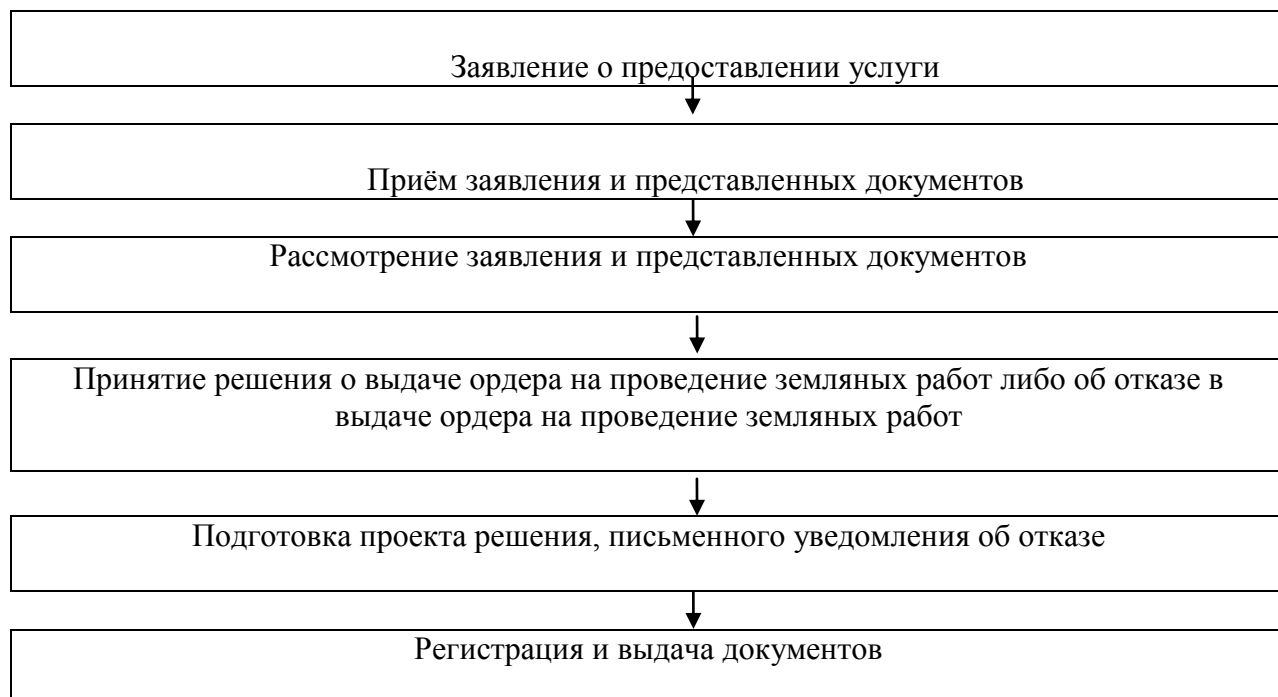 Заявление о предоставлении услуги
Приём заявления и представленных документов
Рассмотрение заявления и представленных документов
Принятие решения о выдаче ордера на проведение земляных работ либо об отказе в
выдаче ордера на проведение земляных работ
Подготовка проекта решения, письменного уведомления об отказе
Регистрация и выдача документов